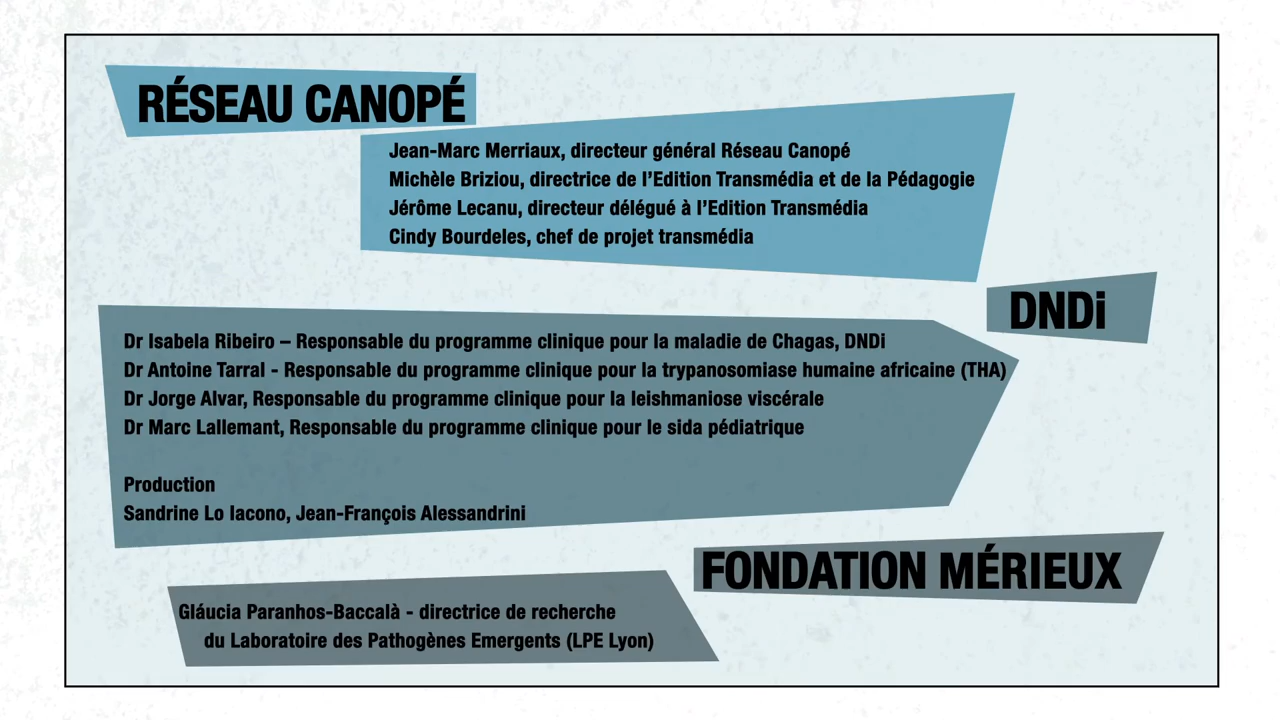 RÉSEAU CANOPÉ
Jean-Marc Merriaux, directeur général Réseau Canopé
Michèle Briziou, directrice de l’Edition Transmédia et de la Pédagogie
Jérôme Lecanu, directeur délégué à l’Edition Transmédia
Cindy Bourdeles, chef de projet transmédia
DNDi
Dr Isabela Ribeiro – Responsable du programme clinique pour la maladie de Chagas, DNDi
Dr Antoine Tarral - Responsable du programme clinique pour la trypanosomiase humaine africaine (THA)
Dr Jorge Alvar, Responsable du programme clinique pour la leishmaniose viscérale
Dr Marc Lallemant, Responsable du programme clinique pour le sida pédiatrique
Production
Sandrine Lo Iacono, Jean-François Alessandrini
FONDATION MÉRIEUX
Gláucia Paranhos-Baccalà - directrice de recherche
du Laboratoire des Pathogènes Emergents (LPE Lyon)